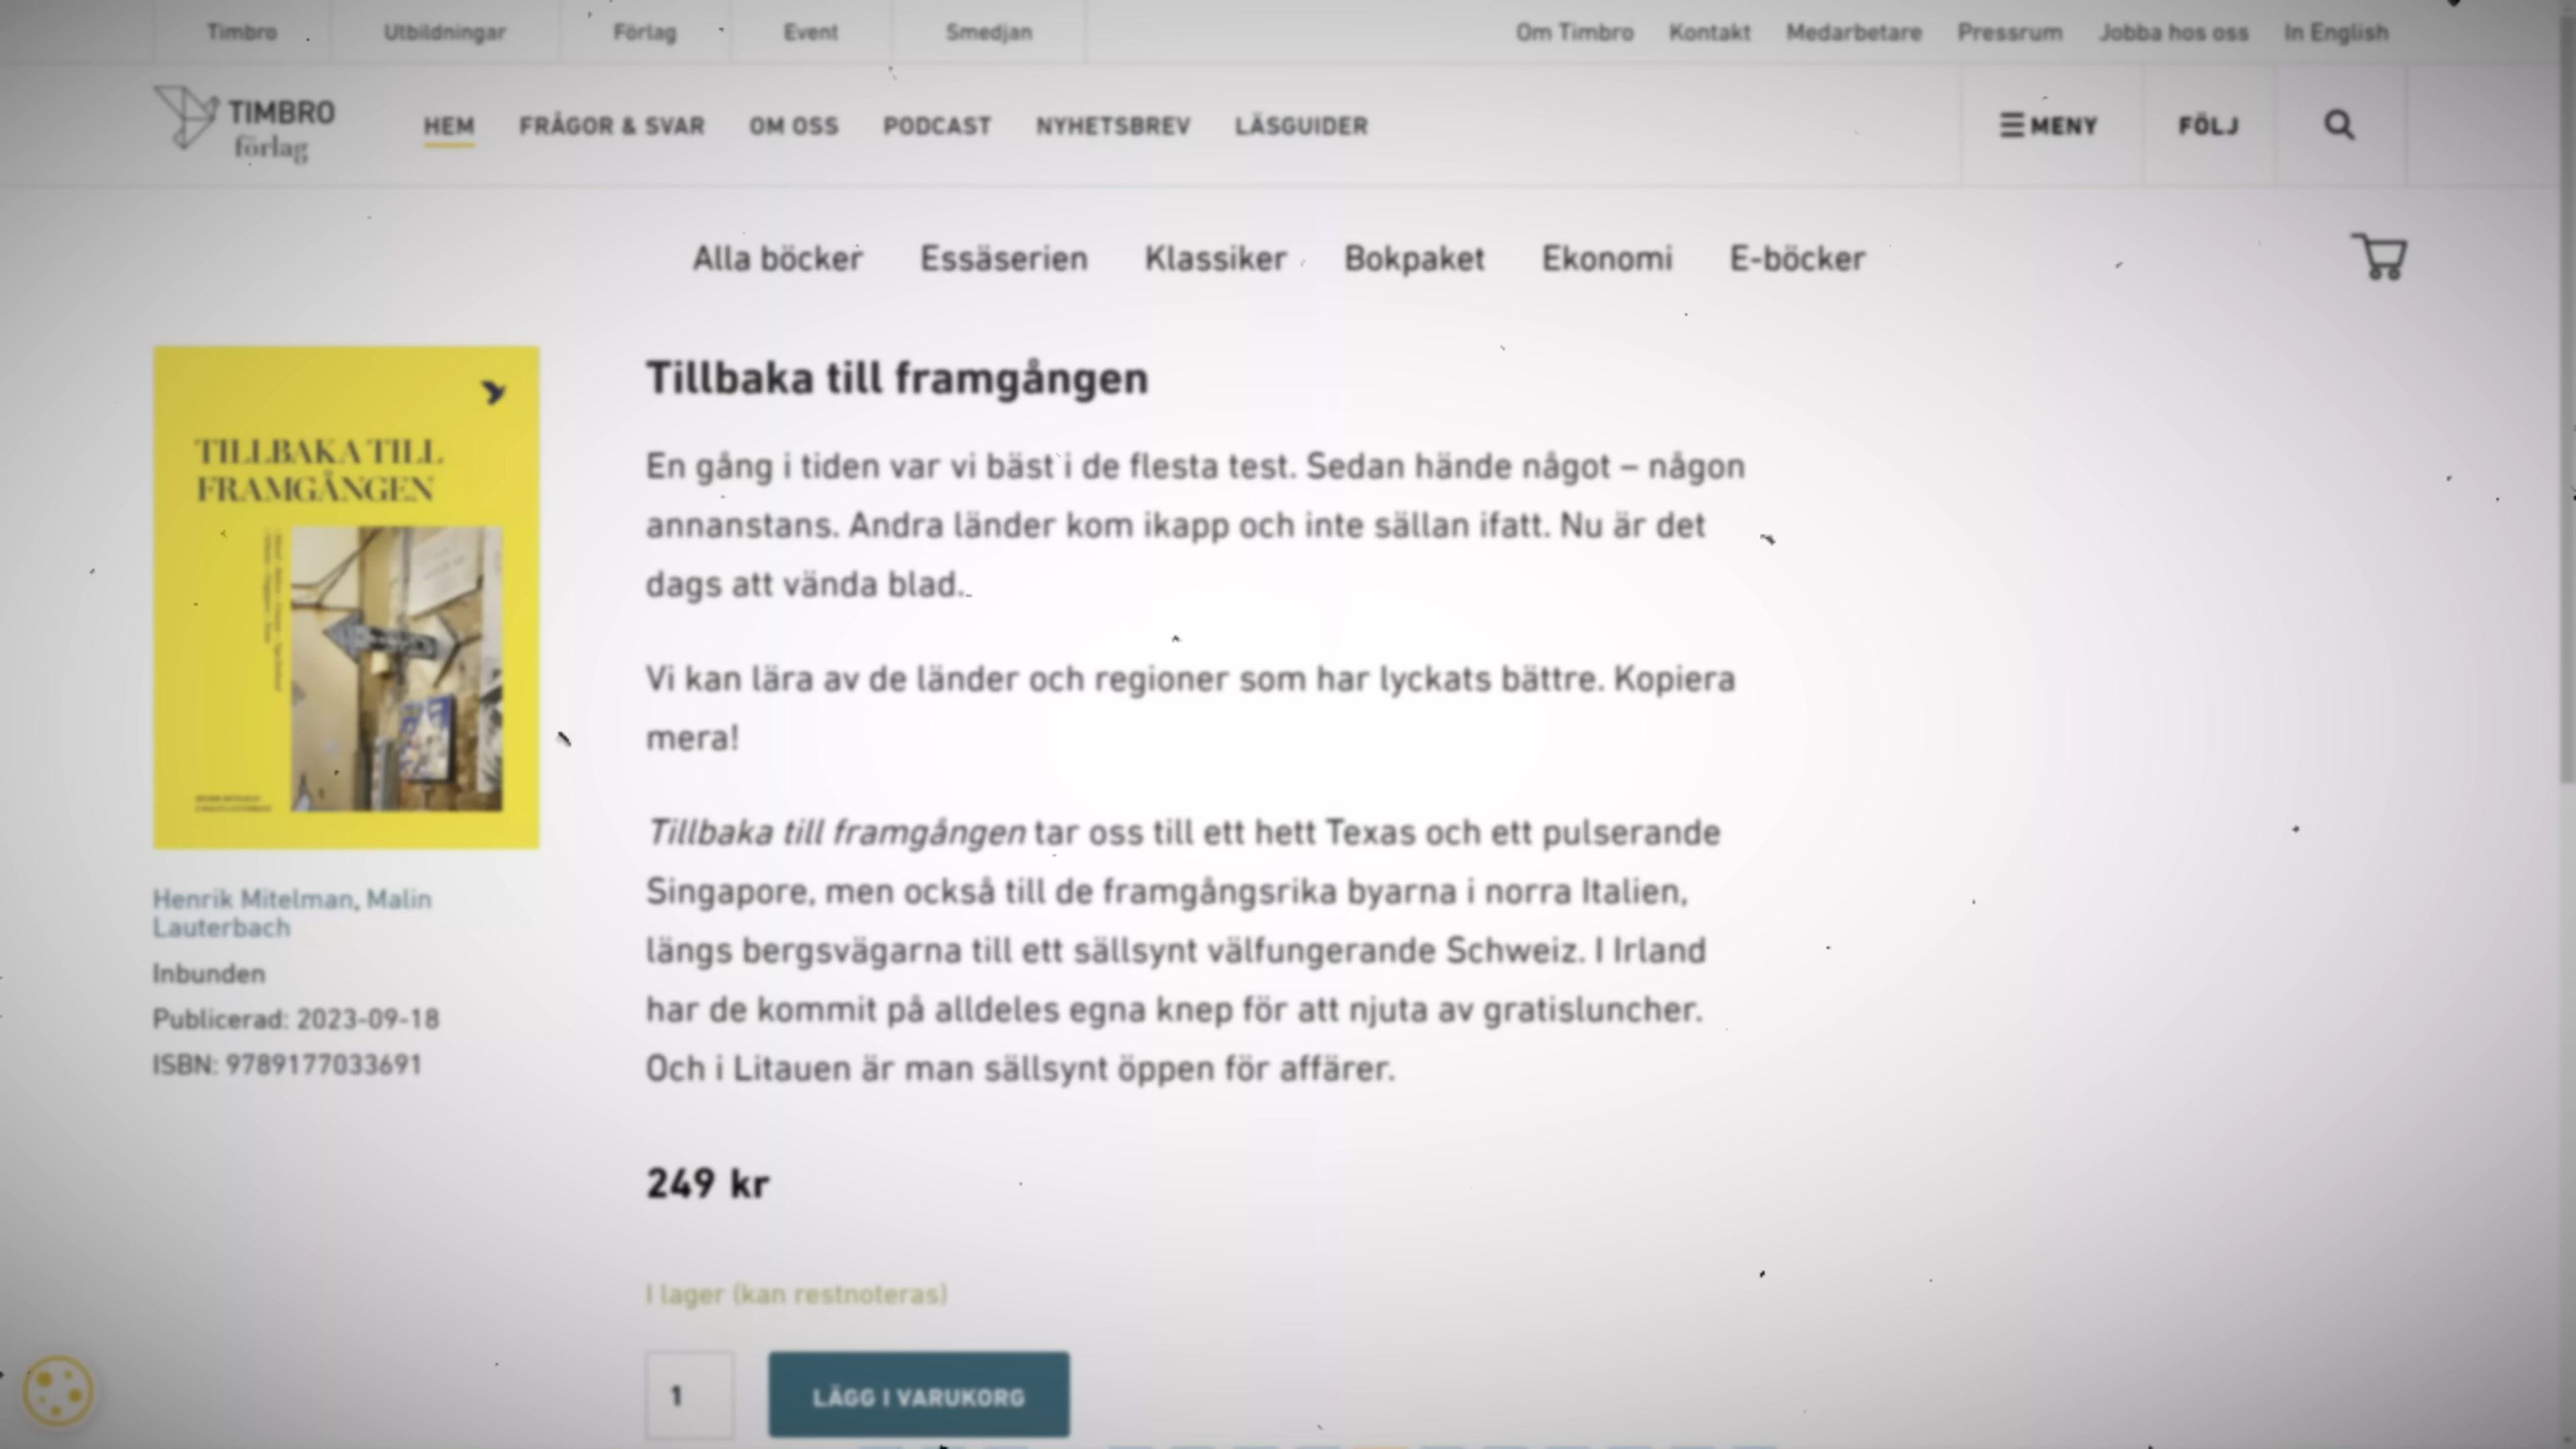 Timbro Utbildningar Förlag Event Smedjan Om Timbro Kontakt Medarbetare Pressrum Jobba hos oss In English
TIMBRO
förlag
HEM FRÅGOR & SVAR OM OSS PODCAST NYHETSBREV LÄSGUIDER MENY FÖLJ
Alla böcker Essäserien Klassiker Bokpaket Ekonomi E-böcker
TILLBAKA TILL
FRAMGÅNGEN
Henrik Mitelman, Malin
Lauterbach
Inbunden
Publicerad: 2023-09-18
ISBN: 9789177033691
Tillbaka till framgången
En gång i tiden var vi bäst i de flesta test. Sedan hände något – någon
annanstans. Andra länder kom ikapp och inte sällan ifatt. Nu är det
dags att vända blad.
Vi kan lära av de länder och regioner som har lyckats bättre. Kopiera
mera!
Tillbaka till framgången tar oss till ett hett Texas och ett pulserande
Singapore, men också till de framgångsrika byarna i norra Italien,
längs bergsvägarna till ett sällsynt välfungerande Schweiz. I Irland
har de kommit på alldeles egna knep för att njuta av gratisluncher.
Och i Litauen är man sällsynt öppen för affärer.
249 kr
I lager (kan restnoteras)
1 LÄGG I VARUKORG